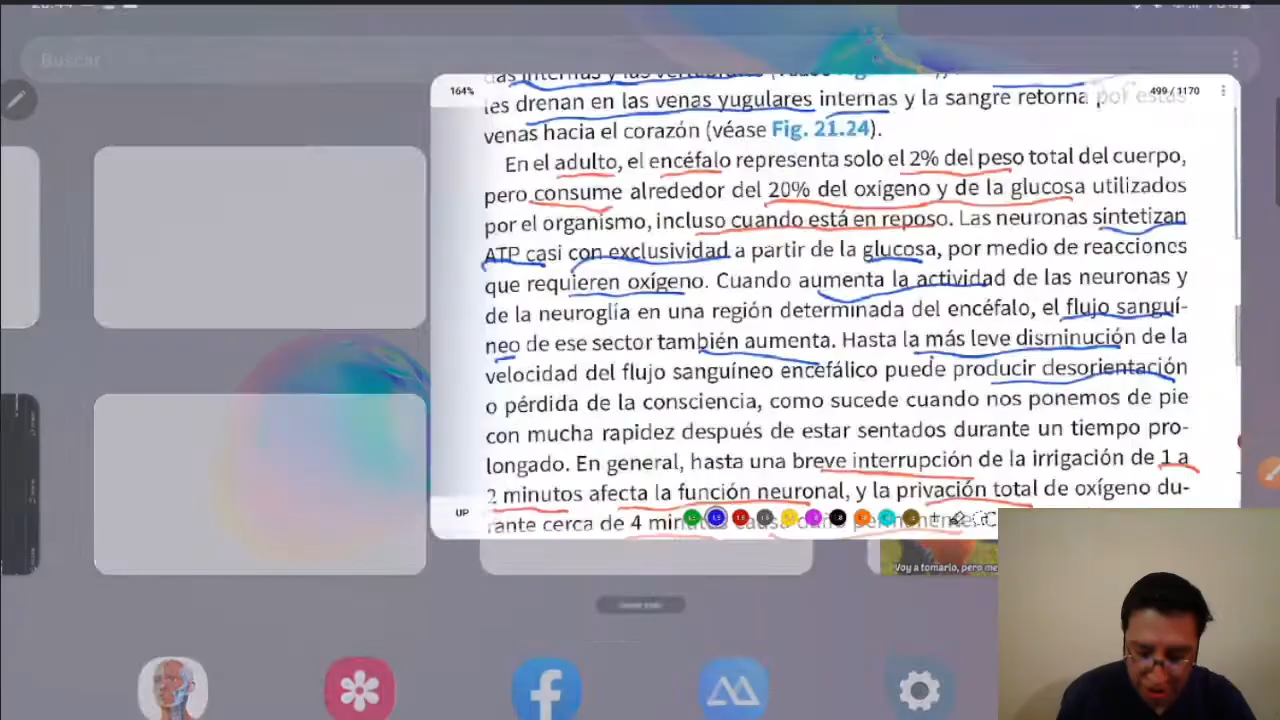 Buscar
164%
499 / 1170
les drenan en las venas yugulares internas y la sangre retorna por estas
venas hacia el corazón (véase Fig. 21.24).
En el adulto, el encéfalo representa solo el 2% del peso total del cuerpo,
pero consume alrededor del 20% del oxígeno y de la glucosa utilizados
por el organismo, incluso cuando está en reposo. Las neuronas sintetizan
ATP casi con exclusividad a partir de la glucosa, por medio de reacciones
que requieren oxígeno. Cuando aumenta la actividad de las neuronas y
de la neuroglía en una región determinada del encéfalo, el flujo sanguí-
neo de ese sector también aumenta. Hasta la más leve disminución de la
velocidad del flujo sanguíneo encefálico puede producir desorientación
o pérdida de la consciencia, como sucede cuando nos ponemos de pie
con mucha rapidez después de estar sentados durante un tiempo pro-
longado. En general, hasta una breve interrupción de la irrigación de 1 a
2 minutos afecta la función neuronal, y la privación total de oxígeno du-
UP
rante cerca de 4 minutos causa daño
Voy a tomarlo, pero me